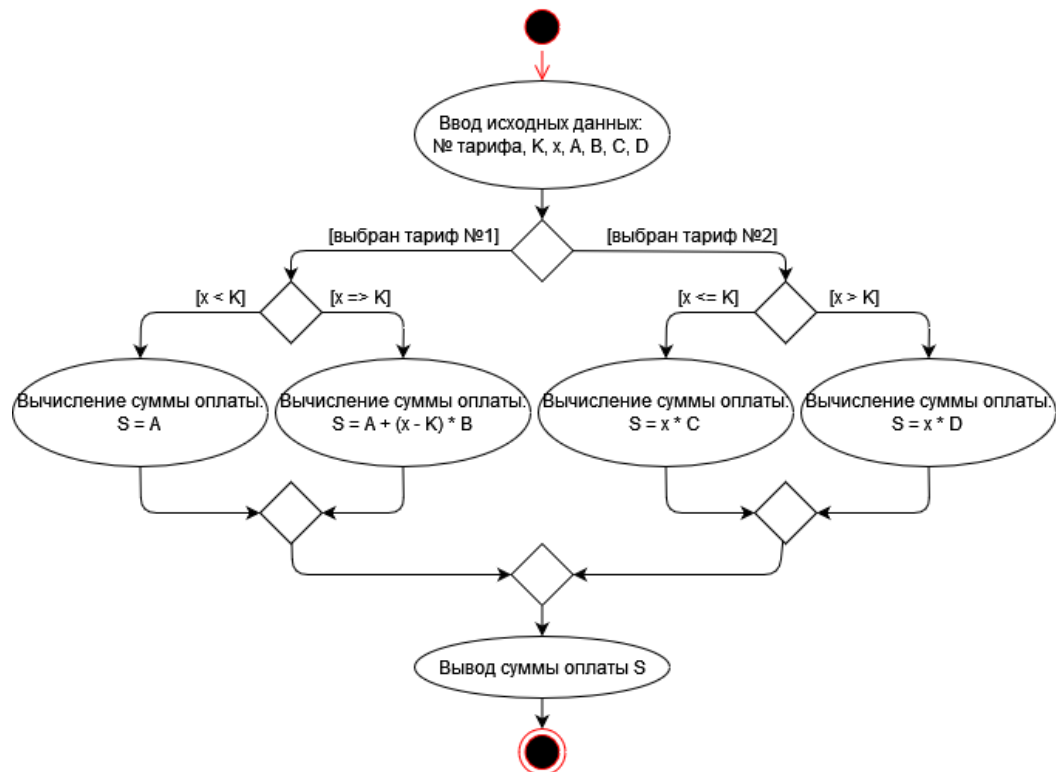 Ввод исходных данных:
№ тарифа, K, x, A, B, C, D
[выбран тариф №1]
[выбран тариф №2]
[x < K]
[x => K]
[x <= K]
[x > K]
Вычисление суммы оплаты:
S = A
Вычисление суммы оплаты:
S = A + (x - K) * B
Вычисление суммы оплаты:
S = x * C
Вычисление суммы оплаты:
S = x * D
Вывод суммы оплаты S